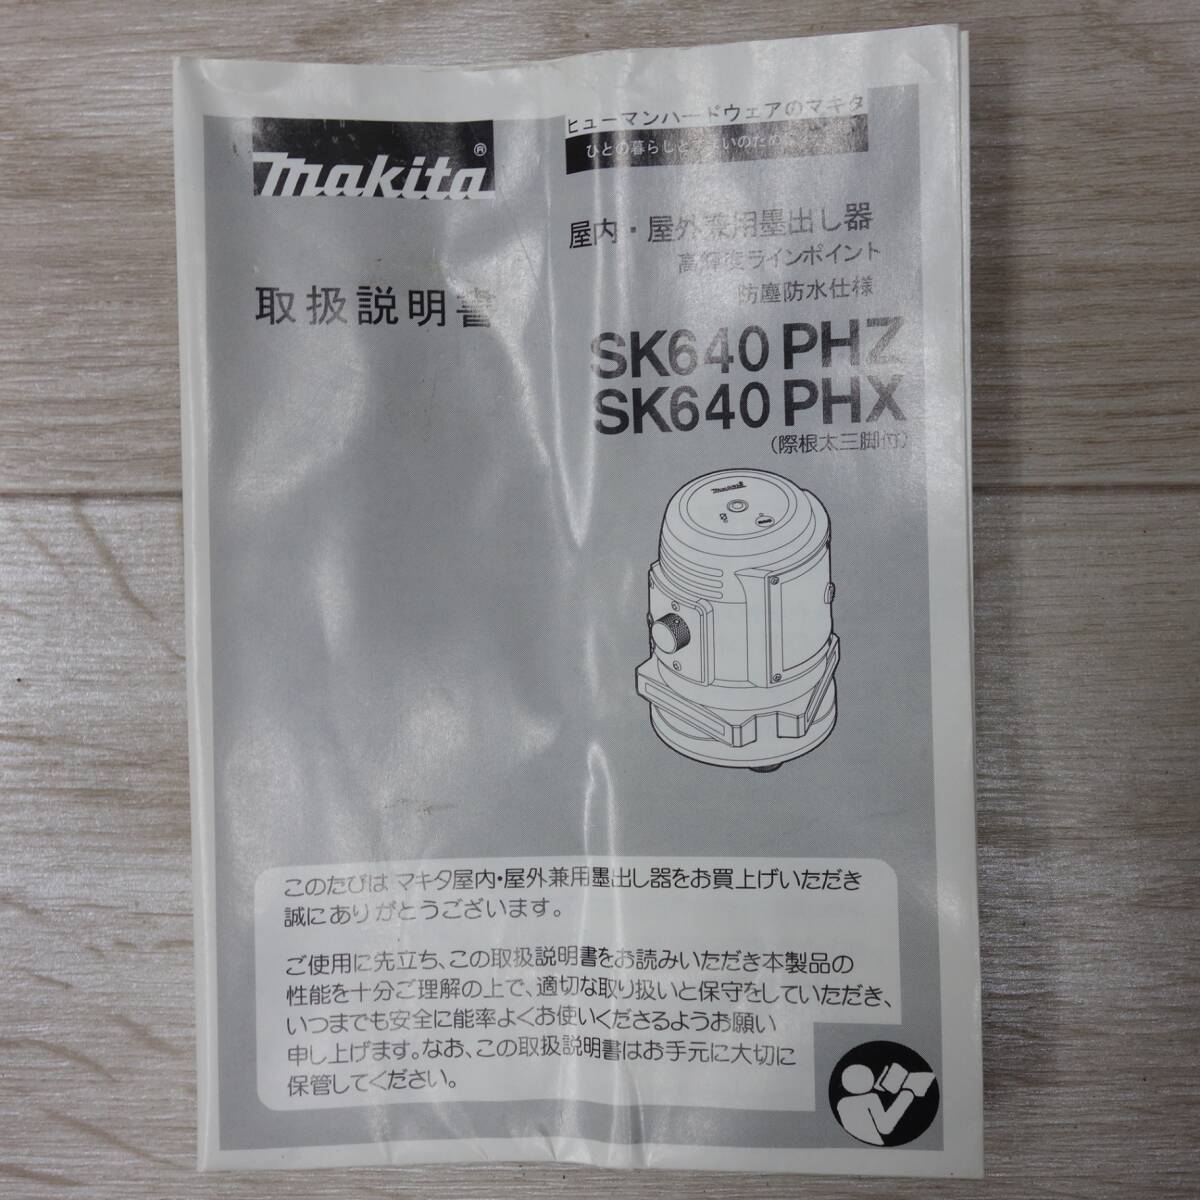 makita®
ヒューマンハードウェアのマキタ
ひとの暮らしと
取扱説明書
屋内・屋外兼用墨出し器
高輝度ラインポイント
防塵防水仕様
SK640PHZ
SK640PHX
(際根太三脚付)
makita
このたびは マキタ屋内・屋外兼用墨出し器をお買上げいただき
誠にありがとうございます。
ご使用に先立ち、この取扱説明書をお読みいただき本製品の
性能を十分ご理解の上で、適切な取り扱いと保守をしていただき、
いつまでも安全に能率よくお使いくださるようお願い
申し上げます。なお、この取扱説明書はお手元に大切に
保管してください。